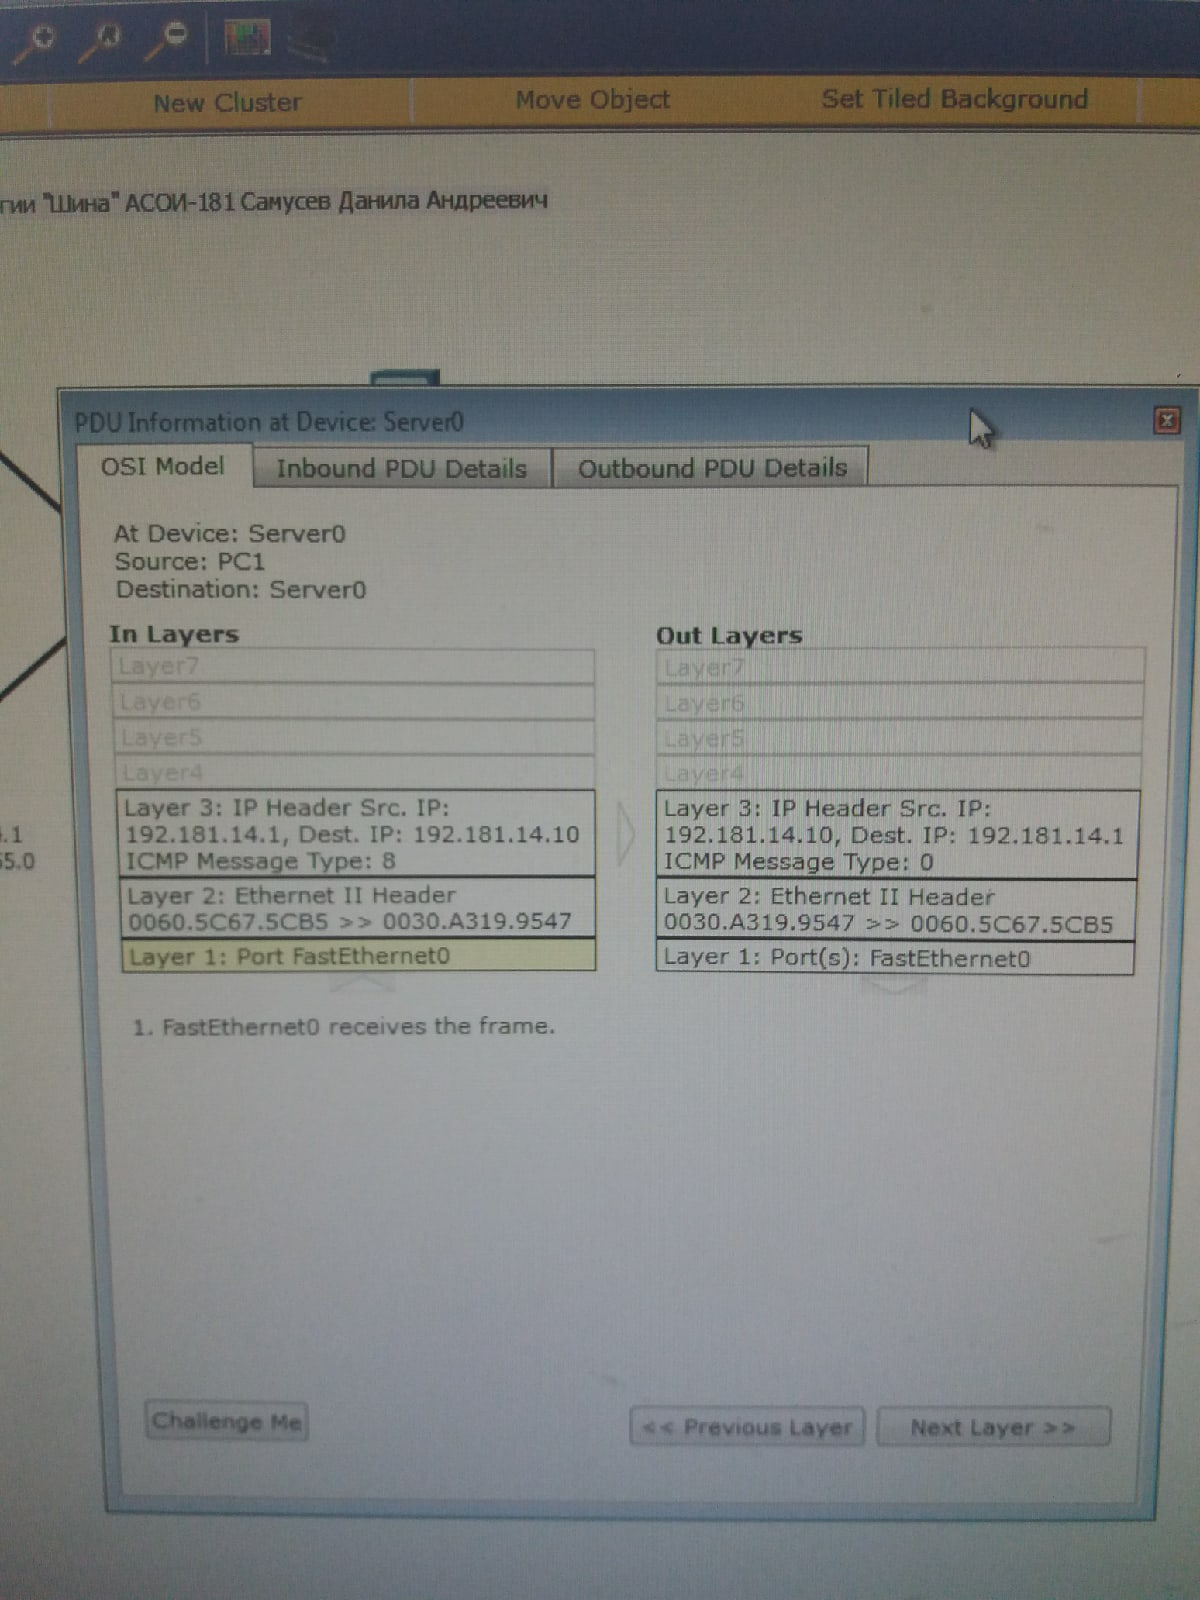 New Cluster
Move Object
Set Tiled Background
гии "Шина" АСОИ-181 Самусев Данила Андреевич
PDU Information at Device: Server0
OSI Model
Inbound PDU Details
Outbound PDU Details
At Device: Server0
Source: PC1
Destination: Server0
In Layers
Layer7
Layer6
Layer5
Layer4
Layer 3: IP Header Src. IP:
192.181.14.1, Dest. IP: 192.181.14.10
ICMP Message Type: 8
Layer 2: Ethernet II Header
0060.5C67.5CB5 >> 0030.A319.9547
Layer 1: Port FastEthernet0
Out Layers
Layer7
Layer6
Layer5
Layer4
Layer 3: IP Header Src. IP:
192.181.14.10, Dest. IP: 192.181.14.1
ICMP Message Type: 0
Layer 2: Ethernet II Header
0030.A319.9547 >> 0060.5C67.5CB5
Layer 1: Port(s): FastEthernet0
.1
5.0
1. FastEthernet0 receives the frame.
Challenge Me
<< Previous Layer
Next Layer >>